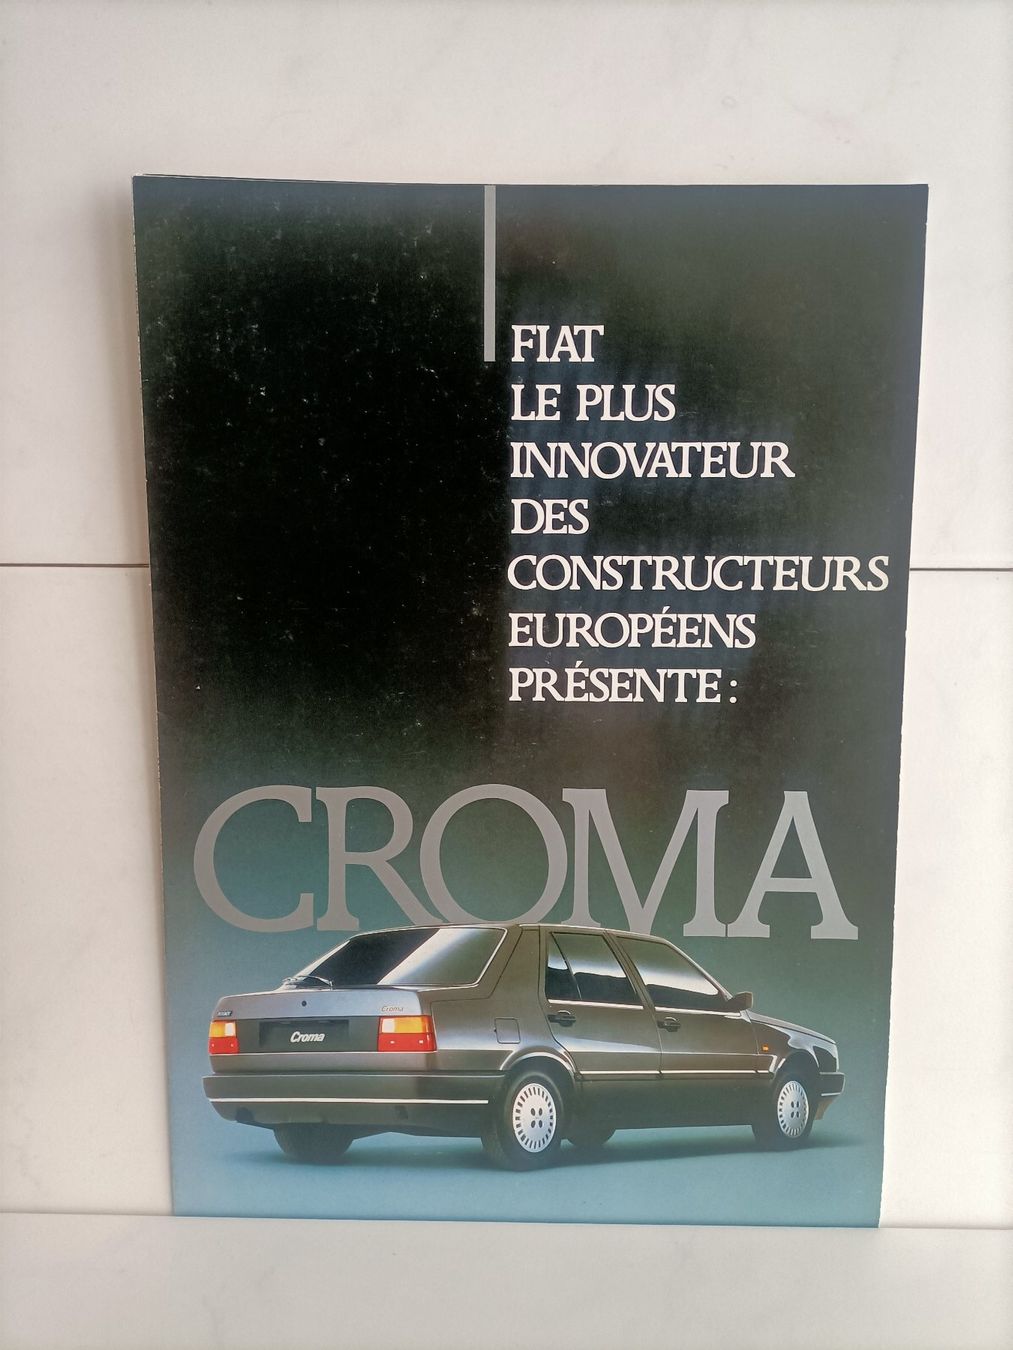 FIAT
LE PLUS
INNOVATEUR
DES
CONSTRUCTEURS
EUROPÉENS
PRÉSENTE :
CROMA
Croma
Croma